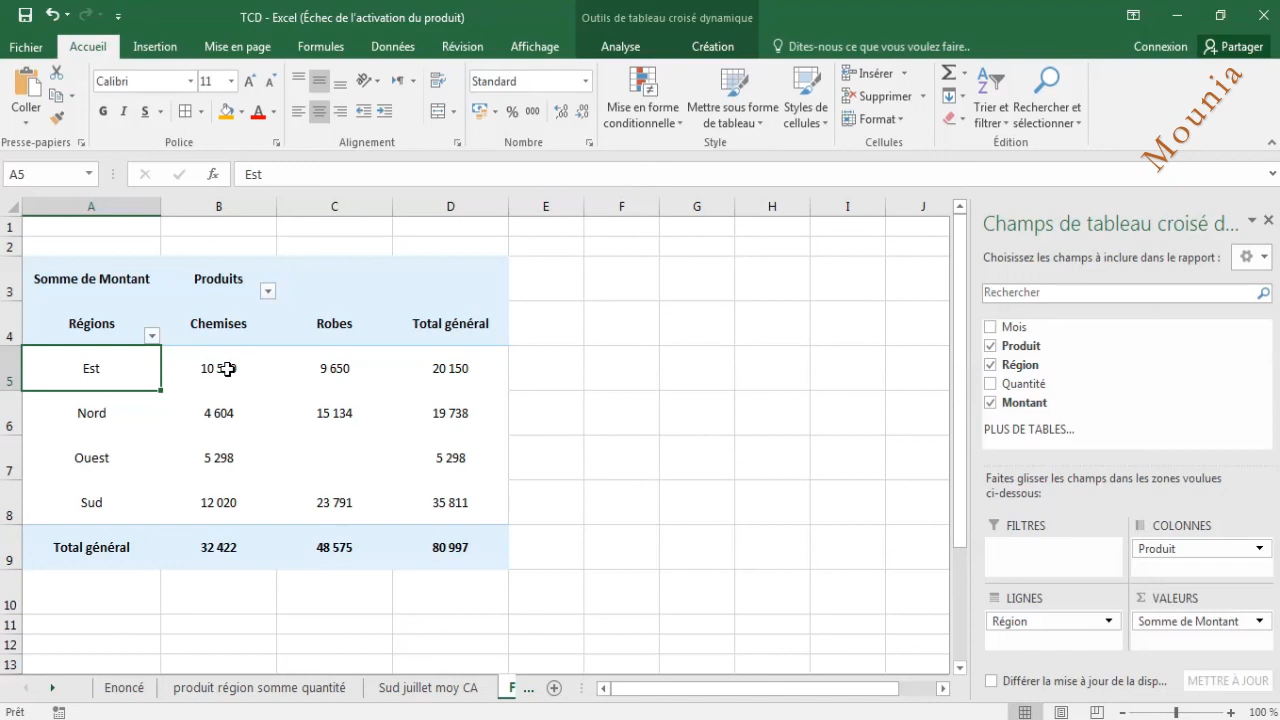 TCD - Excel (Échec de l'activation du produit)
Outils de tableau croisé dynamique
Fichier Accueil Insertion Mise en page Formules Données Révision Affichage Analyse Création Dites-nous ce que vous voulez faire.. Connexion Partager
Mounia
Coller
Calibri 11
G I S
Standard
% 000
Mise en forme conditionnelle
Mettre sous forme de tableau
Styles de cellules
Insérer
Supprimer
Format
Trier et filtrer
Rechercher et sélectionner
Presse-papiers Police Alignement Nombre Style Cellules Édition
A5 fx Est
A B C D E F G H I J
1
2
3 Somme de Montant Produits
4 Régions Chemises Robes Total général
5 Est 9 650 20 150
6 Nord 4 604 15 134 19 738
7 Ouest 5 298 5 298
8 Sud 12 020 23 791 35 811
9 Total général 32 422 48 575 80 997
10
11
12
13
Champs de tableau croisé d...
Choisissez les champs à inclure dans le rapport :
Rechercher
Mois
Produit
Région
Quantité
Montant
PLUS DE TABLES...
Faites glisser les champs dans les zones voulues
ci-dessous:
FILTRES COLONNES
Produit
LIGNES VALEURS
Région Somme de Montant
Différer la mise à jour de la disp... METTRE À JOUR
Enoncé produit région somme quantité Sud juillet moy CA F ...
Prêt 100 %